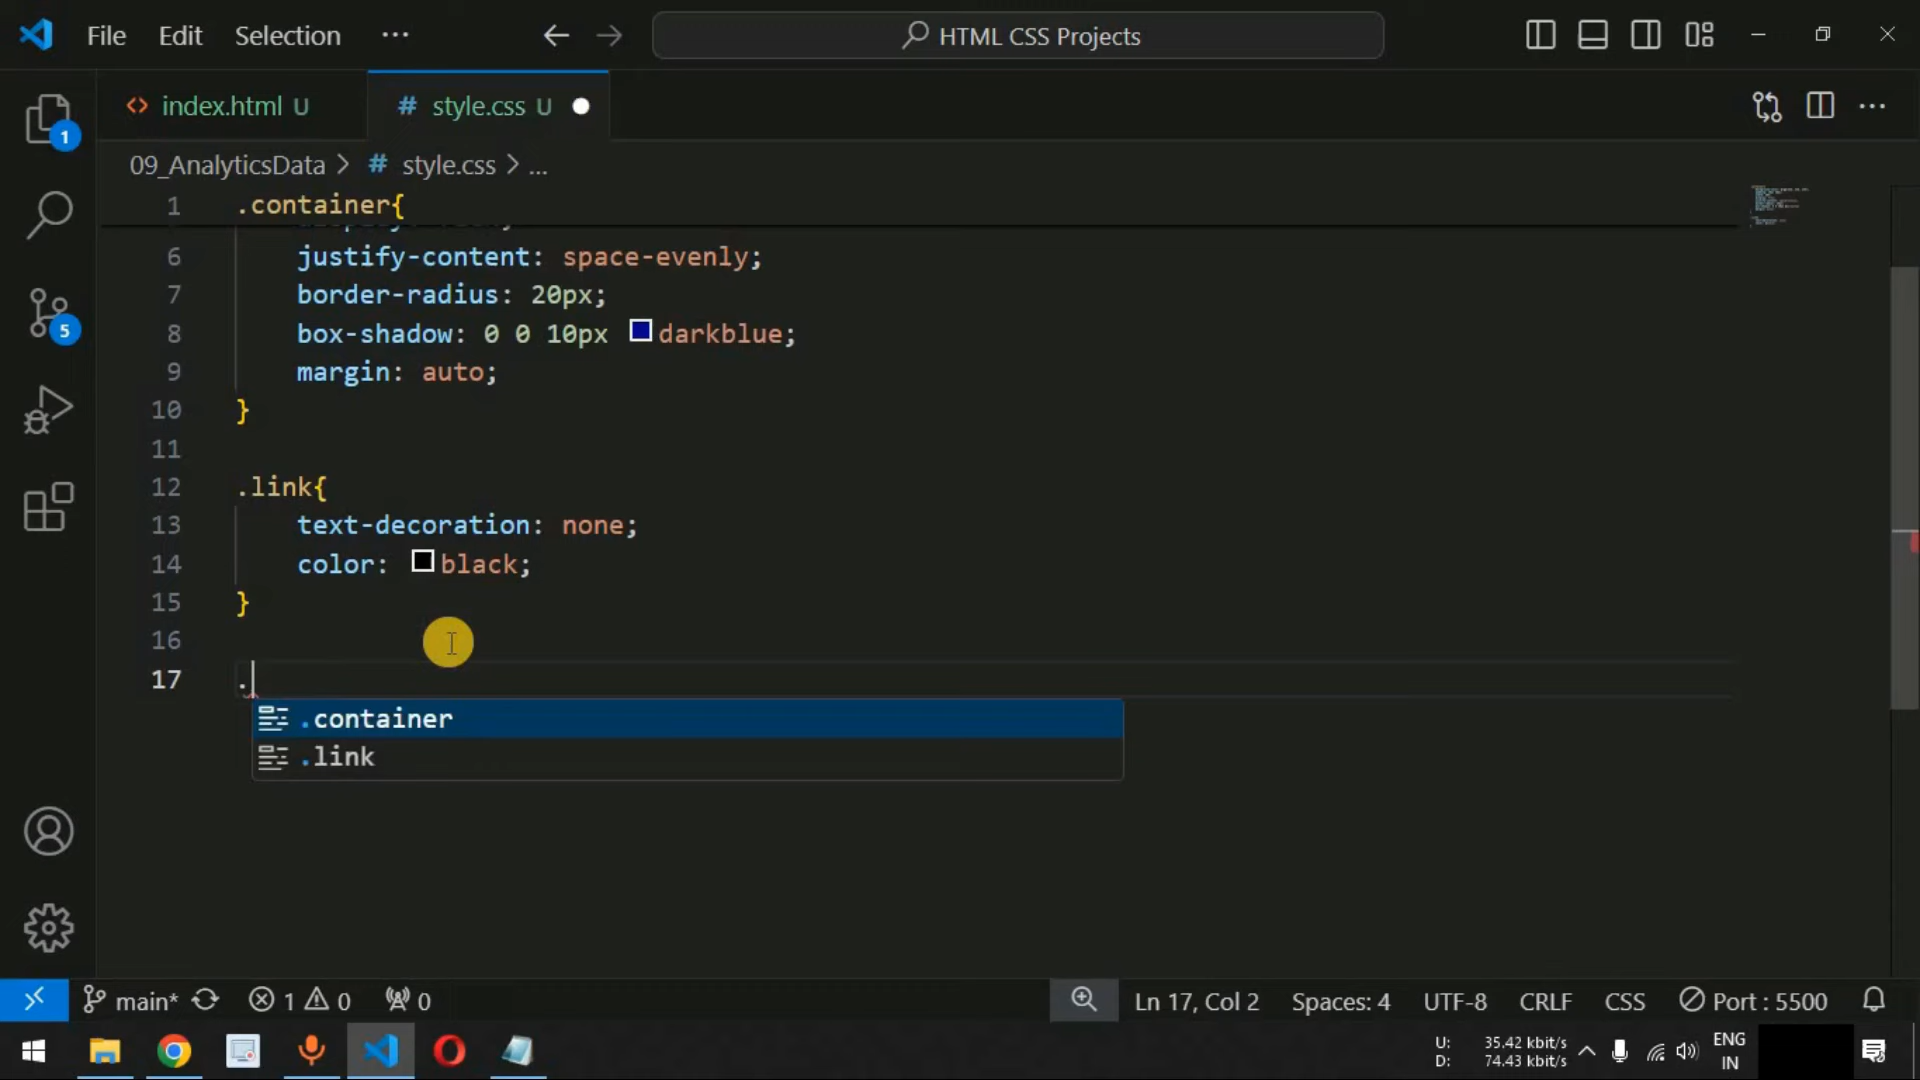 File Edit Selection ··· HTML CSS Projects
index.html U # style.css U
09_AnalyticsData > # style.css > ...
1 .container{
6 justify-content: space-evenly;
7 border-radius: 20px;
8 box-shadow: 0 0 10px darkblue;
9 margin: auto;
10 }
11
12 .link{
13 text-decoration: none;
14 color: black;
15 }
16
17 .
.container
.link
1
5
main* 1 0 0 Ln 17, Col 2 Spaces: 4 UTF-8 CRLF CSS Port : 5500
U: 35.42 kbit/s ENG
D: 74.43 kbit/s IN